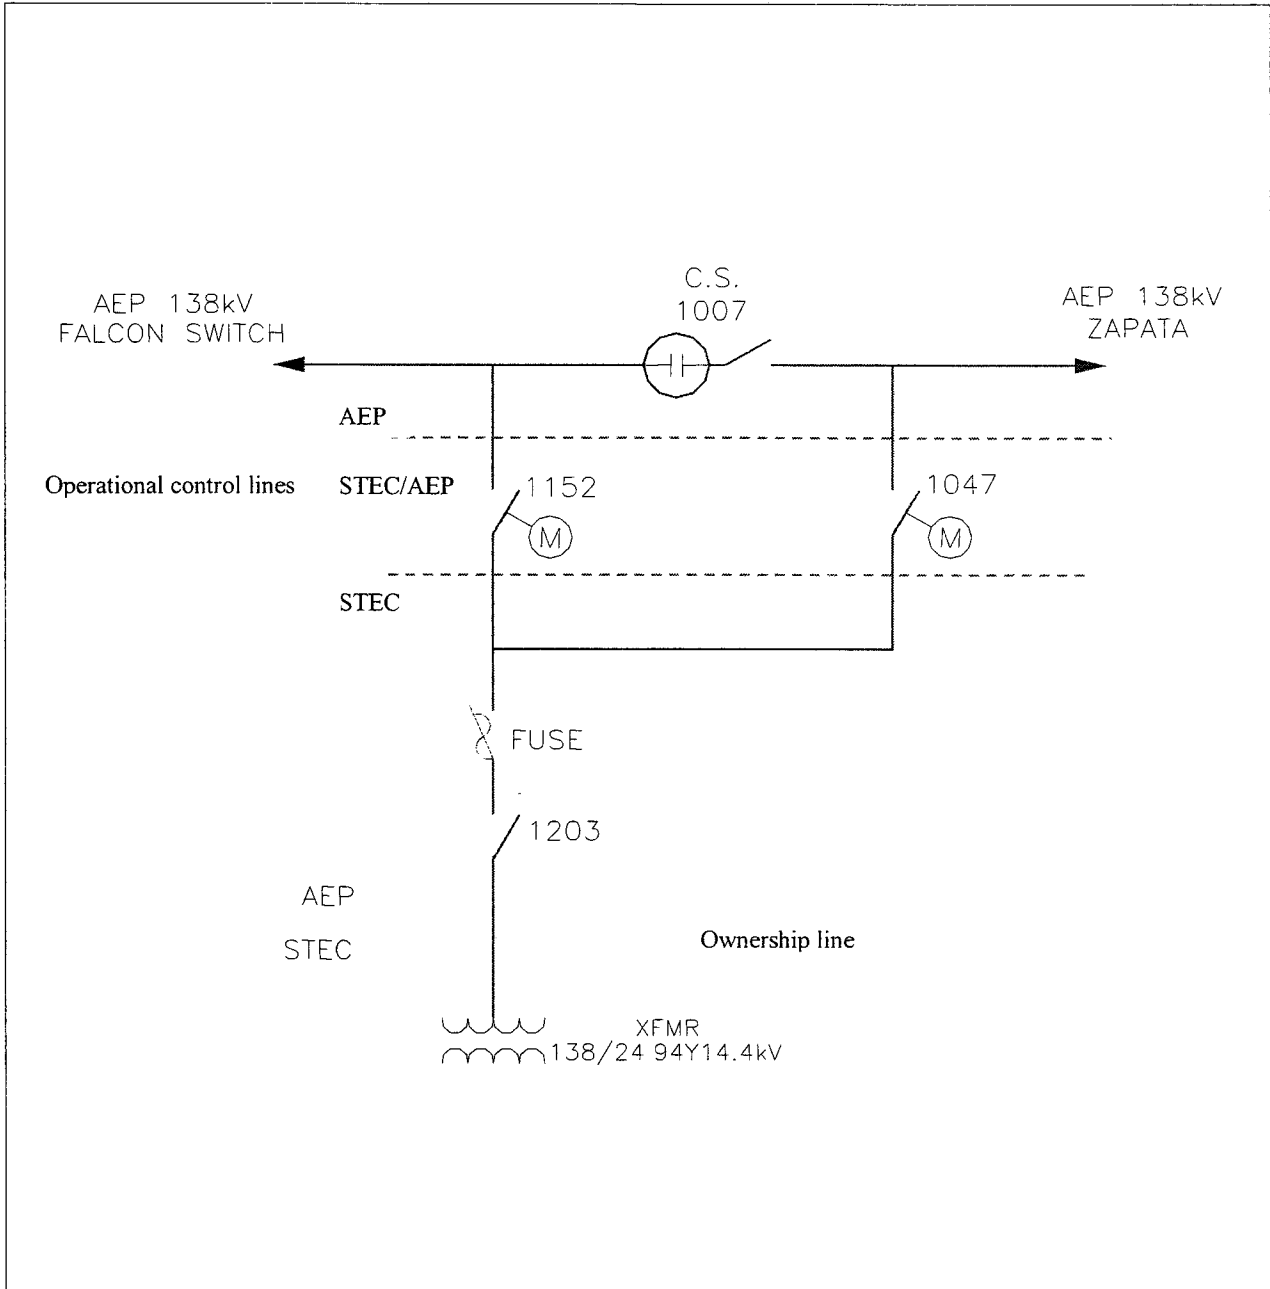 C.S.
1007
AEP 138kV
FALCON SWITCH
AEP 138kV
ZAPATA
AEP
Operational control lines
STEC/AEP
1152
M
1047
M
STEC
FUSE
1203
AEP
STEC
Ownership line
XFMR
138/24 94Y14.4kV